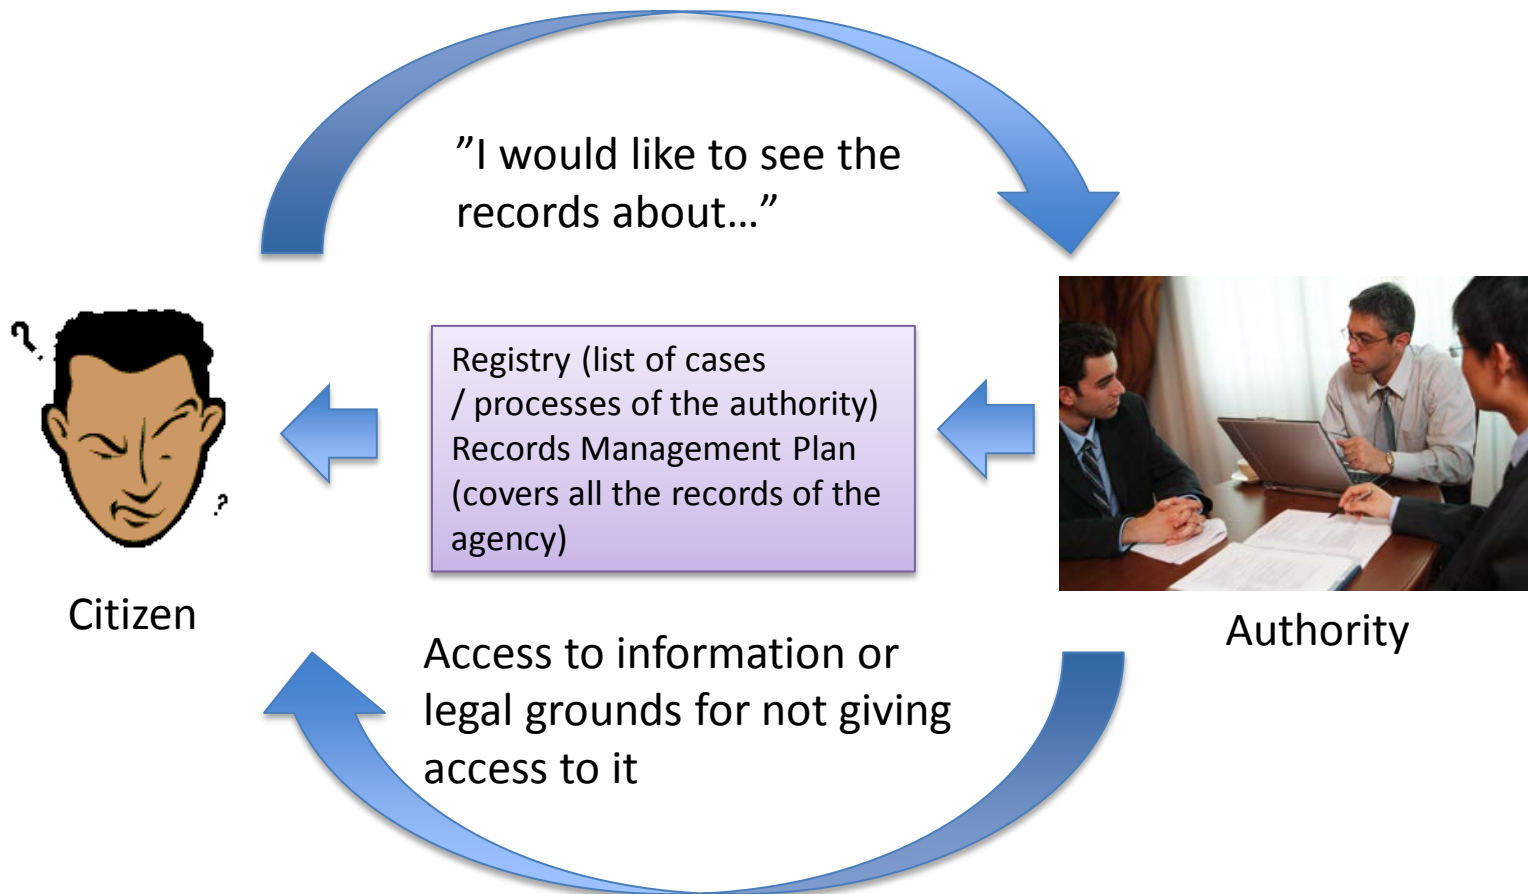 ”I would like to see the
records about…”
Registry (list of cases
/ processes of the authority)
Records Management Plan
(covers all the records of the
agency)
Citizen
Authority
Access to information or
legal grounds for not giving
access to it